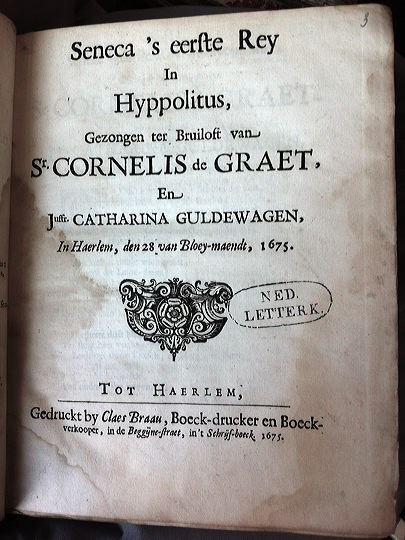 3
Seneca 's eerste Rey
In
Hyppolitus,
Gezongen ter Bruiloft van
Sr. CORNELIS de GRAET,
En
Juffr. CATHARINA GULDEWAGEN,
In Haerlem, den 28 van Bloey-maendt, 1675.
NED.
LETTERK.
TOT HAERLEM,
Gedruckt by Claes Braau, Boeck-drucker en Boeck-
verkooper, in de Beggijne-straet, in't Schrijf-boeck 1675.